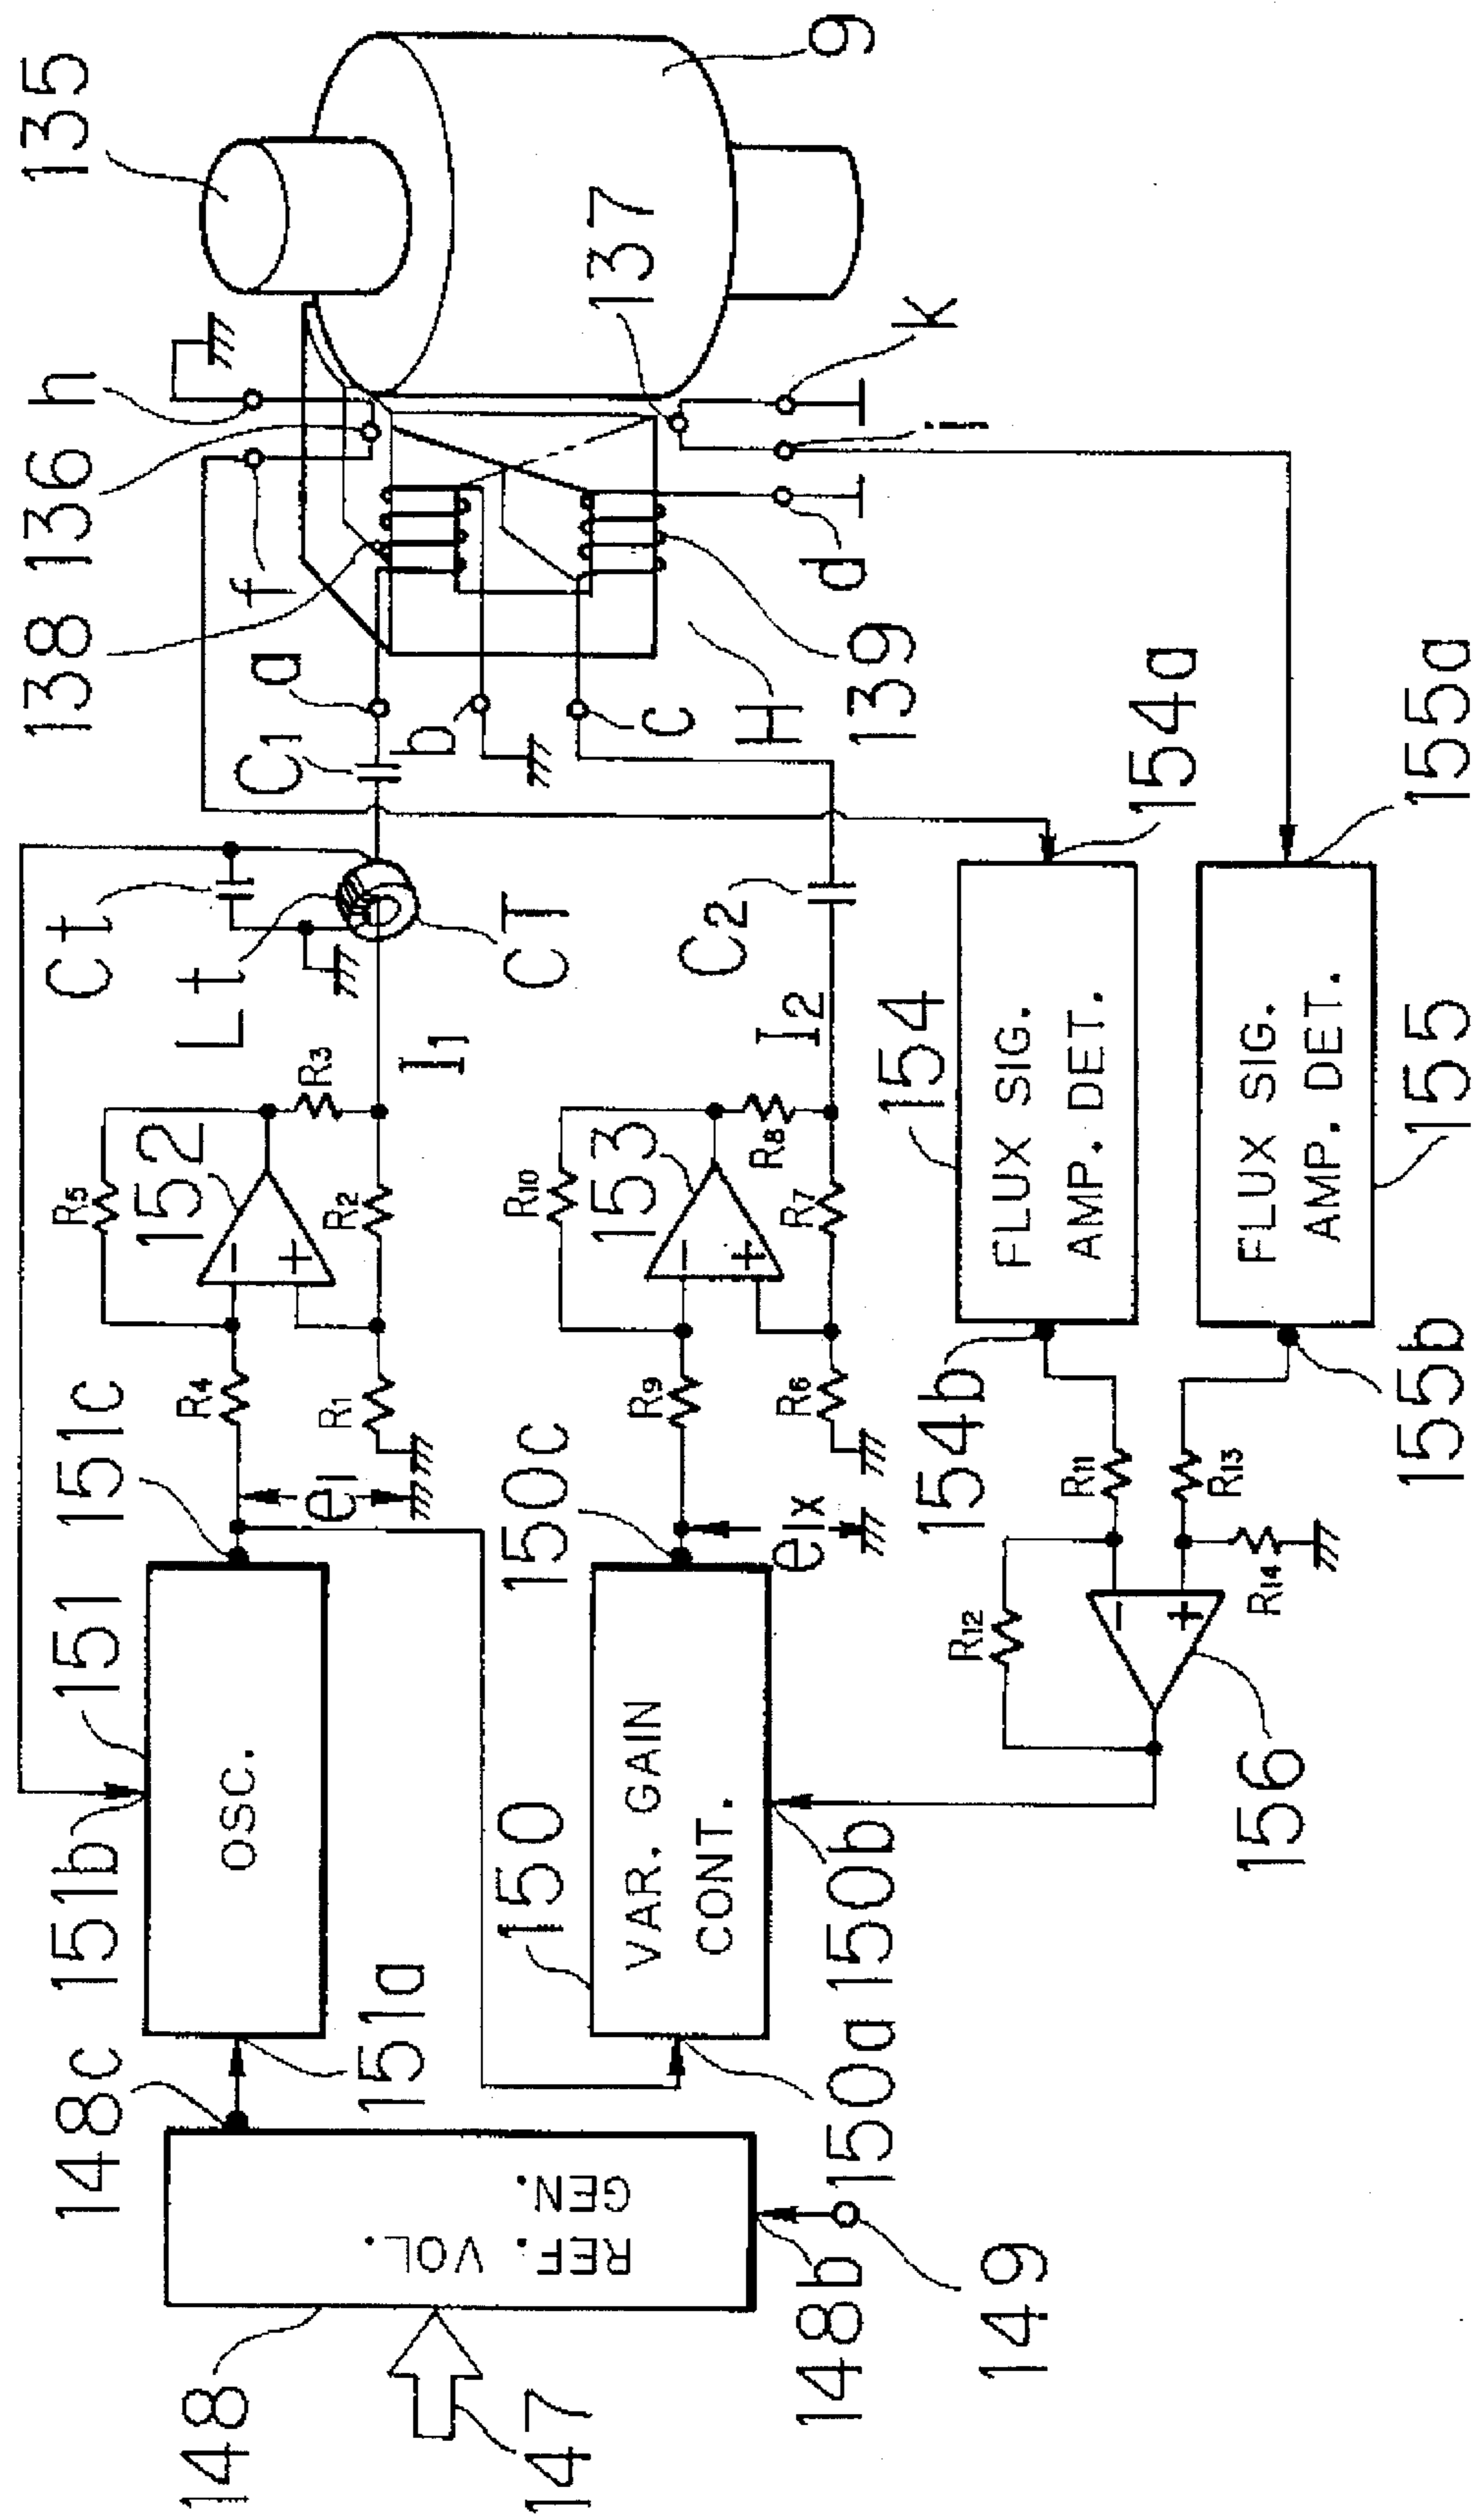 148
148c
151b
151
151c
R5
152
Ct
138
136
h
135
147
REF. VOL.
GEN.
151a
OSC.
R4
R1
eı
R2
R3
Lt
I1
CT
C1
a
f
b
148b
149
150a
150b
150
VAR. GAIN
CONT.
150c
e1x
R9
R6
R10
153
R7
R8
I2
C2
c
H
139
d
i
k
137
9
156
R12
R11
R13
R14
154b
155b
154
FLUX SIG.
AMP. DET.
154a
155
FLUX SIG.
AMP. DET.
155a